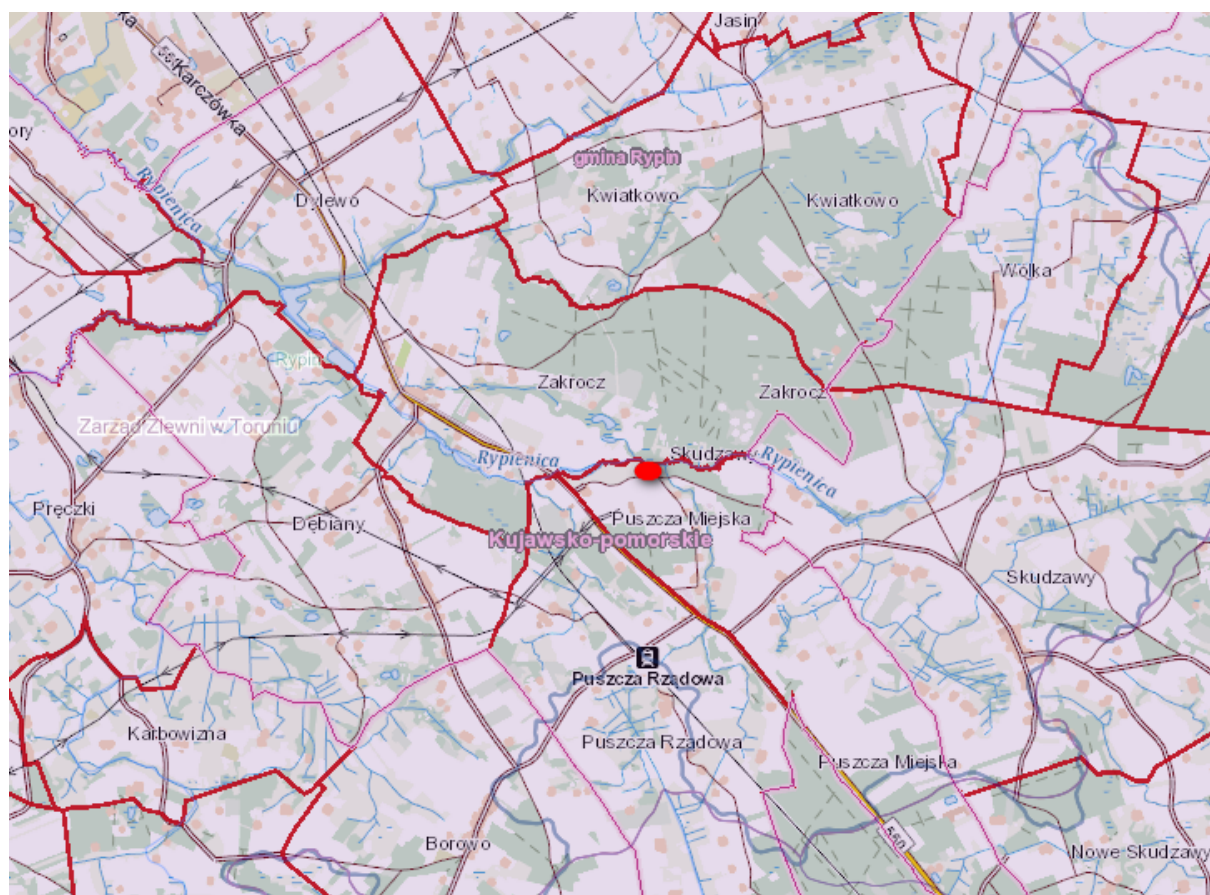 Jasin
Karczówka
Rypienica
gmina Rypin
Kwiatkowo
Kwiatkowo
Dylewo
Wólka
Rypin
Zakrocz
Zakrocz
Zarząd Zlewni w Toruniu
Rypienica
Skudzawy
Rypienica
Pręczki
Dębiany
Puszcza Miejska
Kujawsko-pomorskie
Skudzawy
Puszcza Rządowa
Karbowizna
Puszcza Rządowa
Puszcza Miejska
560
Borowo
Nowe Skudzawy